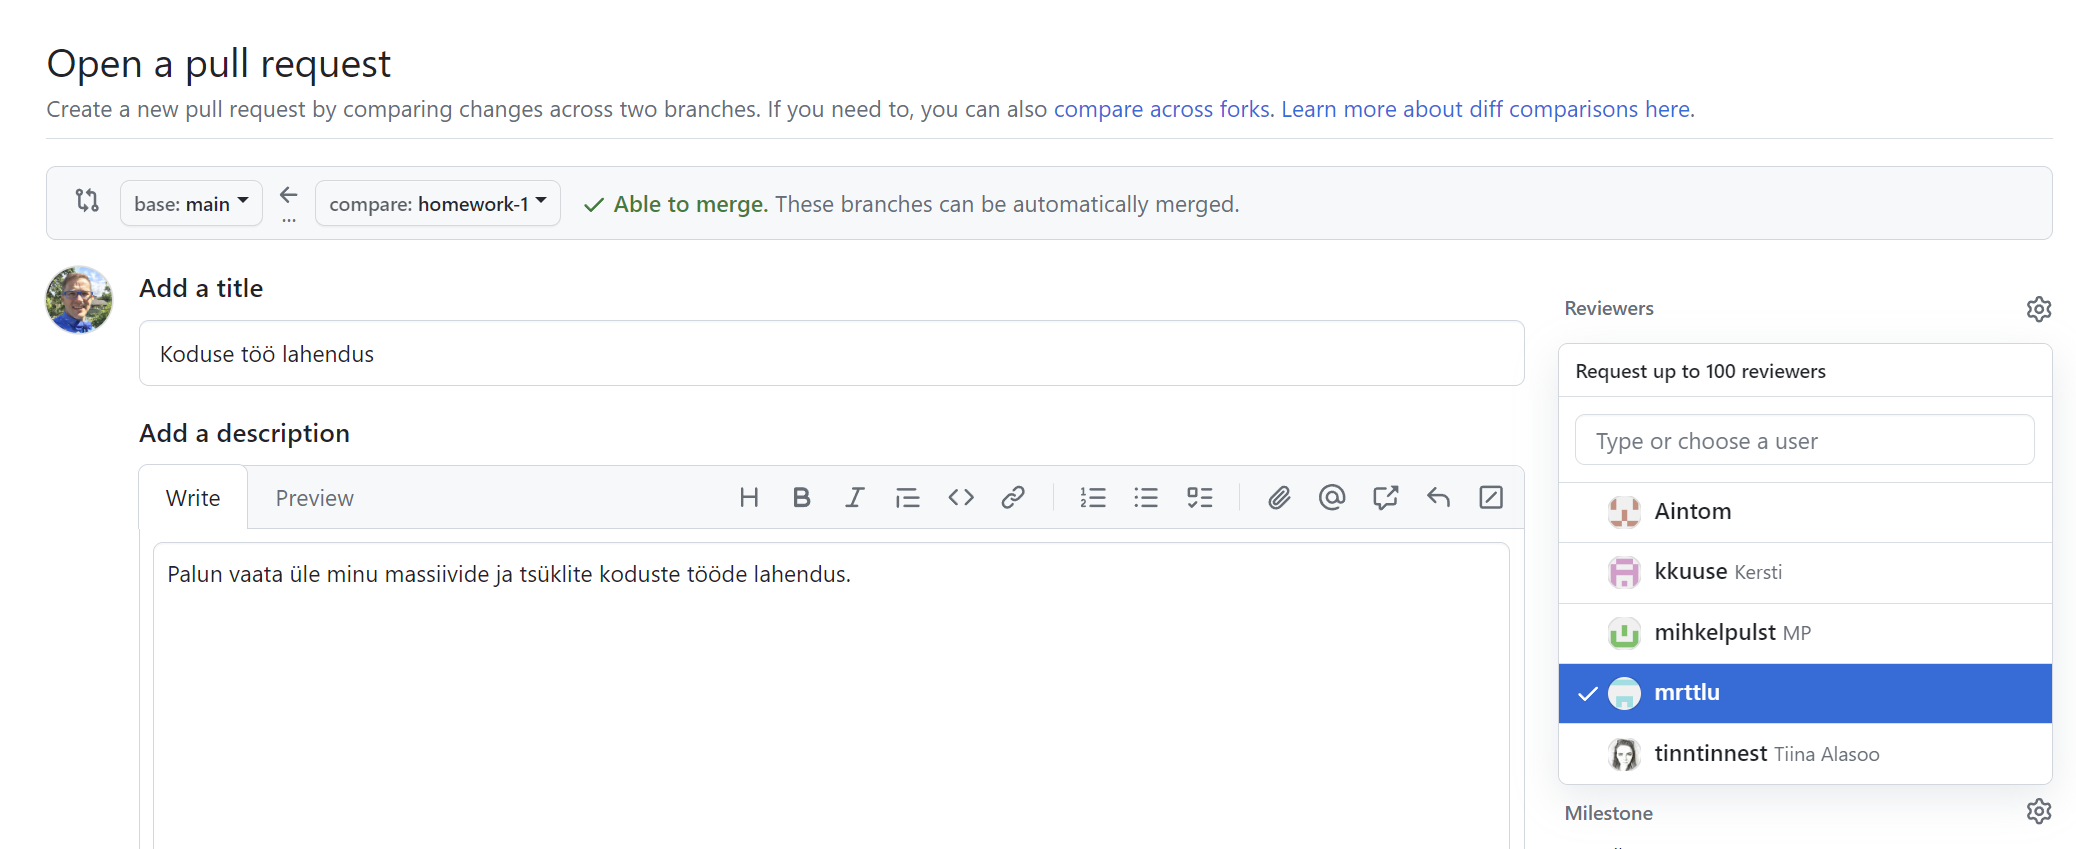 Open a pull request
Create a new pull request by comparing changes across two branches. If you need to, you can also compare across forks. Learn more about diff comparisons here.
base: main
compare: homework-1
Able to merge. These branches can be automatically merged.
Add a title
Koduse töö lahendus
Add a description
Write
Preview
Palun vaata üle minu massiivide ja tsüklite koduste tööde lahendus.
Reviewers
Request up to 100 reviewers
Type or choose a user
Aintom
kkuuse Kersti
mihkelpulst MP
mrttlu
tinntinnest Tiina Alasoo
Milestone